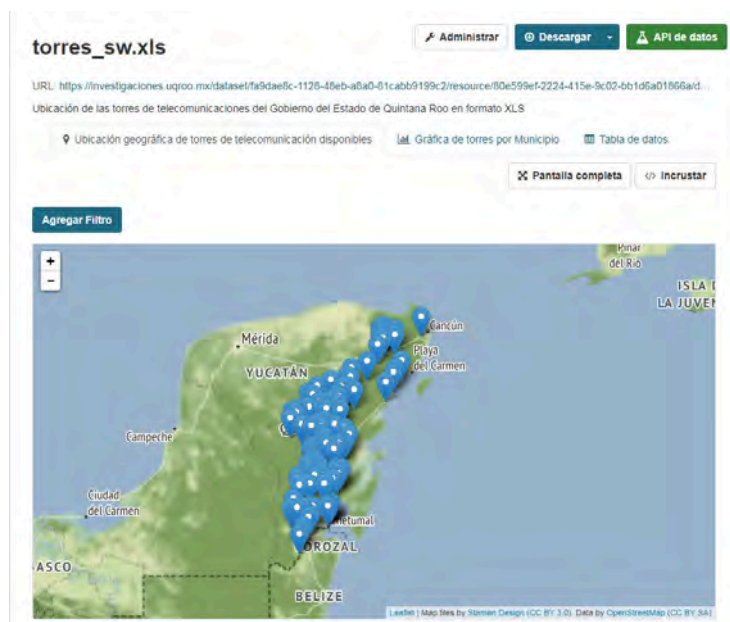 torres_sw.xls
Administrar
Descargar
API de datos
URL: https://investigaciones.uqroo.mx/dataset/fa9dae8c-1128-48eb-a8a0-81cabb9199c2/resource/80e599ef-2224-415e-9c02-bb1d6a01866a/d...
Ubicación de las torres de telecomunicaciones del Gobierno del Estado de Quintana Roo en formato XLS
Ubicación geográfica de torres de telecomunicación disponibles
Gráfica de torres por Municipio
Tabla de datos
Pantalla completa
</> Incrustar
Agregar Filtro
+
−
Pinar
del Río
ISLA
LA JUVE
Cancún
Mérida
Playa
del Carmen
YUCATÁN
Campeche
Ciudad
del Carmen
etumal
OROZAL
ASCO
BELIZE
Leaflet | Map tiles by Stamen Design (CC BY 3.0). Data by OpenStreetMap (CC BY SA)